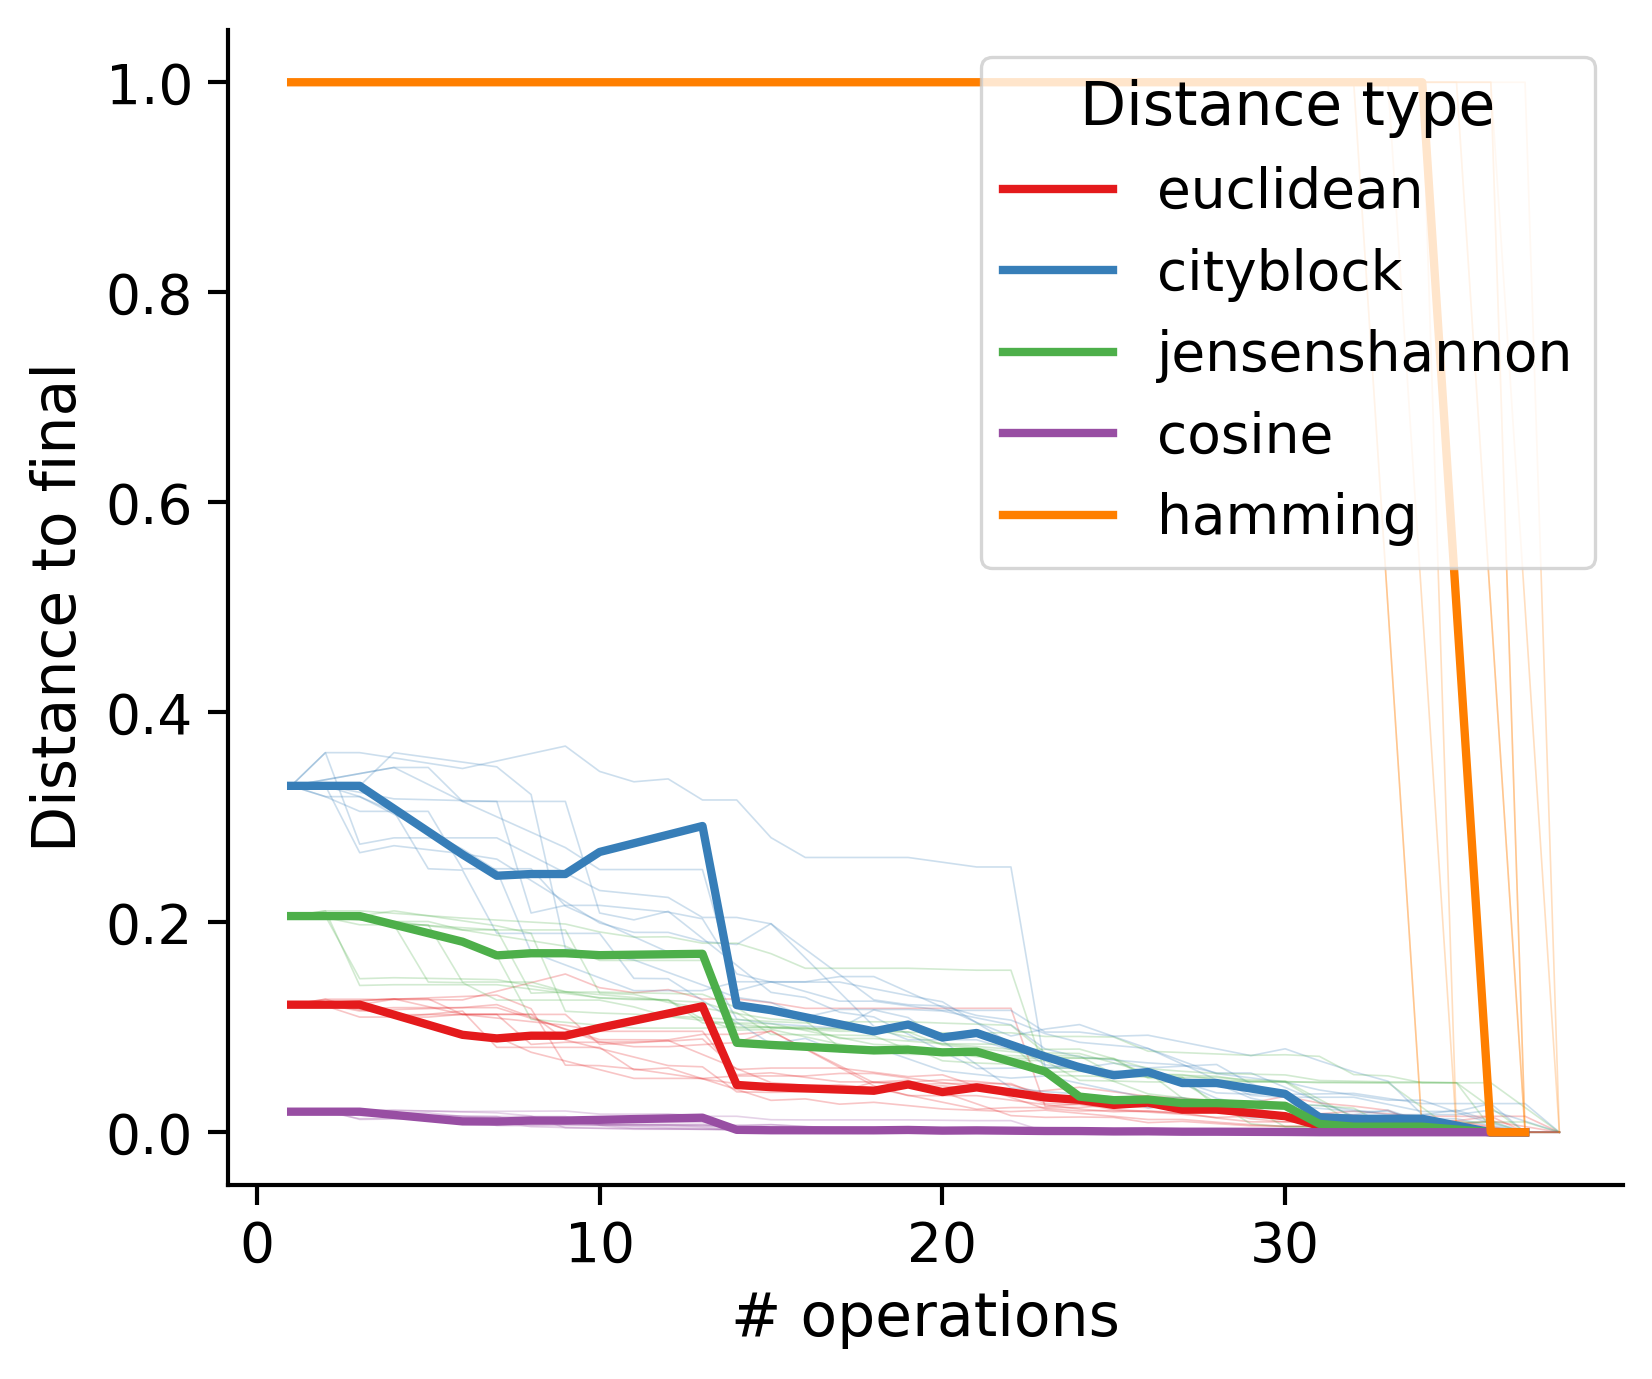 1.0
0.8
0.6
0.4
0.2
0.0
Distance to final
0
10
20
30
# operations
Distance type
euclidean
cityblock
jensenshannon
cosine
hamming